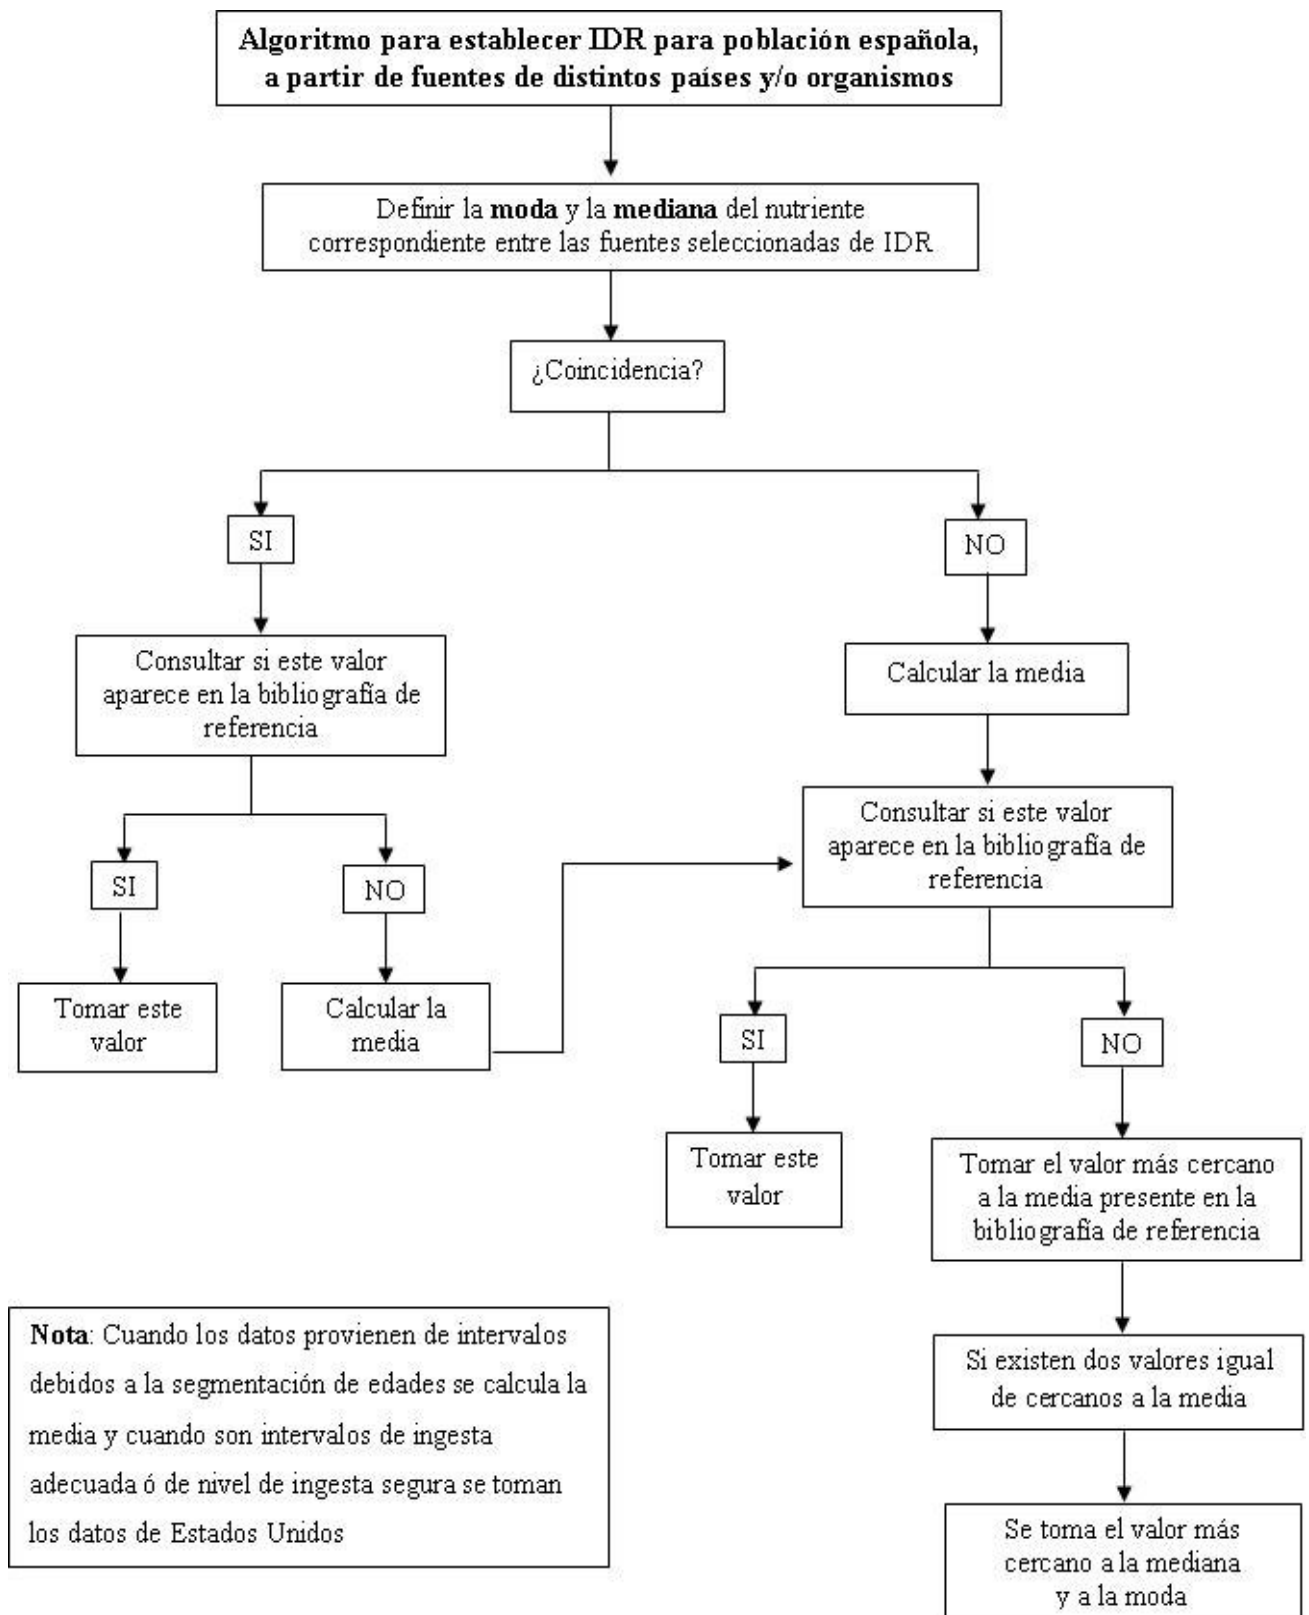 Algoritmo para establecer IDR para población española,
a partir de fuentes de distintos países y/o organismos
Definir la moda y la mediana del nutriente
correspondiente entre las fuentes seleccionadas de IDR
¿Coincidencia?
SI
NO
Consultar si este valor
aparece en la bibliografía de
referencia
Calcular la media
SI
NO
Consultar si este valor
aparece en la bibliografía de
referencia
Tomar este
valor
Calcular la
media
SI
NO
Tomar este
valor
Tomar el valor más cercano
a la media presente en la
bibliografía de referencia
Si existen dos valores igual
de cercanos a la media
Se toma el valor más
cercano a la mediana
y a la moda
Nota: Cuando los datos provienen de intervalos
debidos a la segmentación de edades se calcula la
media y cuando son intervalos de ingesta
adecuada ó de nivel de ingesta segura se toman
los datos de Estados Unidos